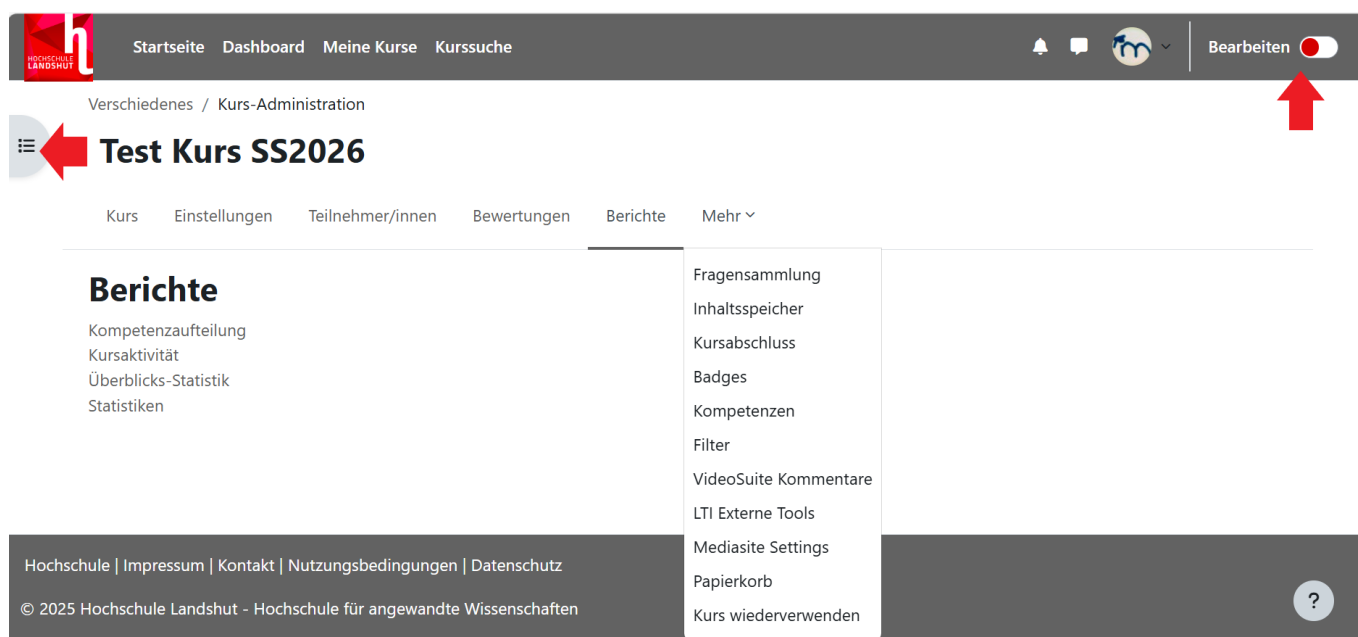 HOCHSCHULE
LANDSHUT
Startseite Dashboard Meine Kurse Kurssuche
Bearbeiten
Verschiedenes / Kurs-Administration
Test Kurs SS2026
Kurs Einstellungen Teilnehmer/innen Bewertungen Berichte Mehr
Berichte
Kompetenzaufteilung
Kursaktivität
Überblicks-Statistik
Statistiken
Fragensammlung
Inhaltsspeicher
Kursabschluss
Badges
Kompetenzen
Filter
VideoSuite Kommentare
LTI Externe Tools
Mediasite Settings
Papierkorb
Kurs wiederverwenden
Hochschule | Impressum | Kontakt | Nutzungsbedingungen | Datenschutz
© 2025 Hochschule Landshut - Hochschule für angewandte Wissenschaften
?